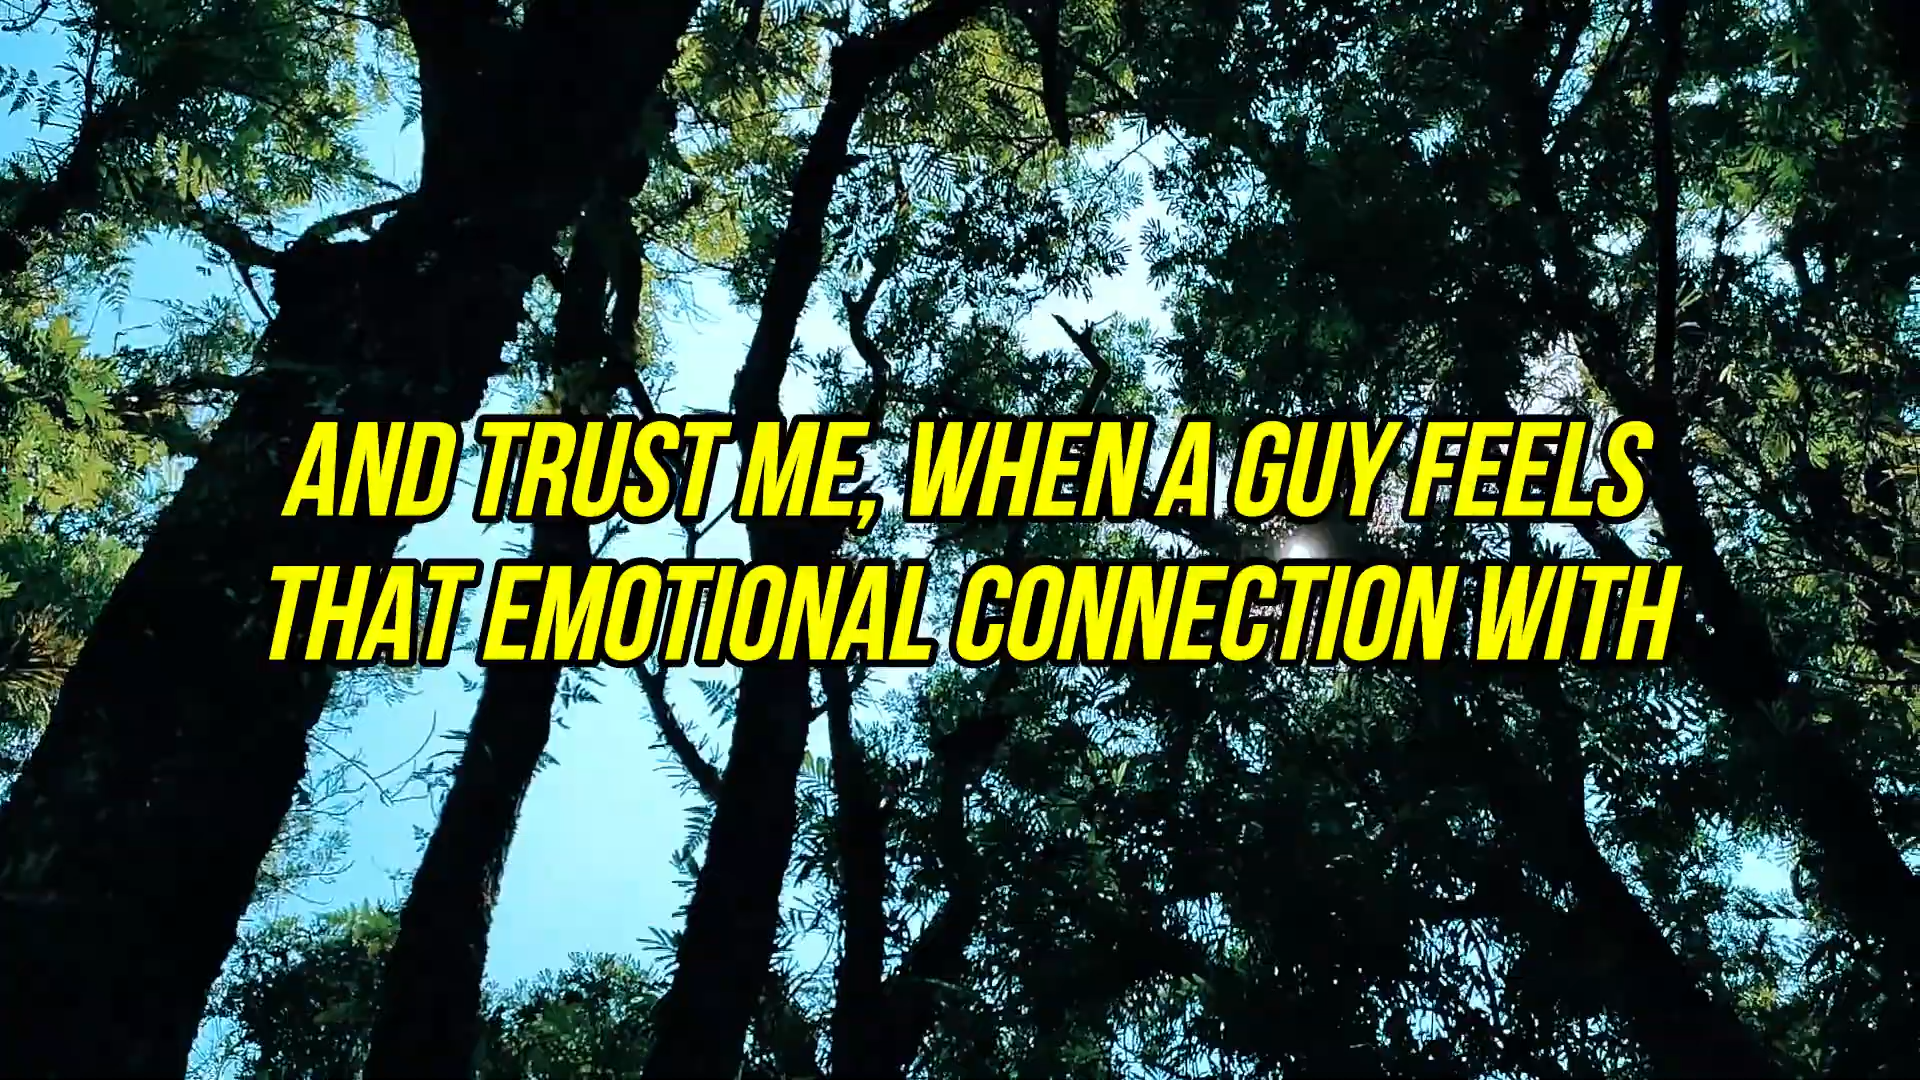 AND TRUST ME, WHEN A GUY FEELS
THAT EMOTIONAL CONNECTION WITH